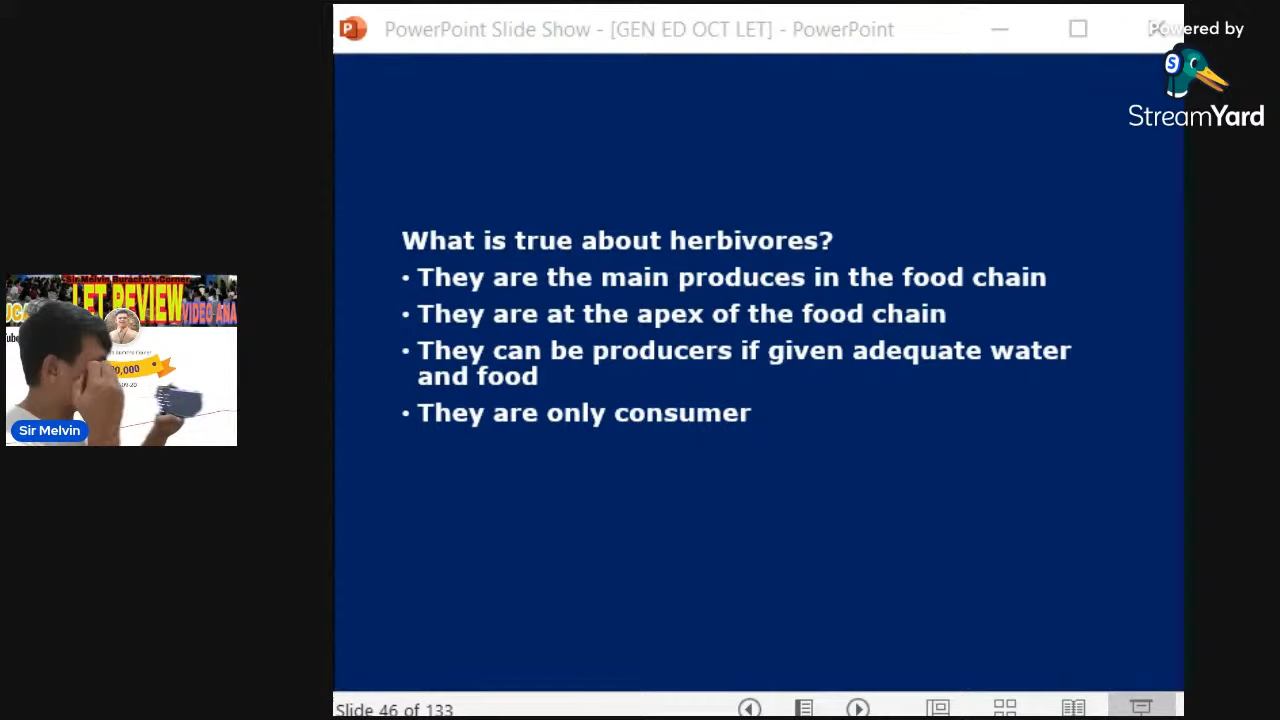 PowerPoint Slide Show - [GEN ED OCT LET] - PowerPoint
Powered by
StreamYard
What is true about herbivores?
• They are the main produces in the food chain
• They are at the apex of the food chain
• They can be producers if given adequate water
and food
• They are only consumer
LET REVIEW
VIDEO ANA
Sir Melvin
Slide 46 of 133